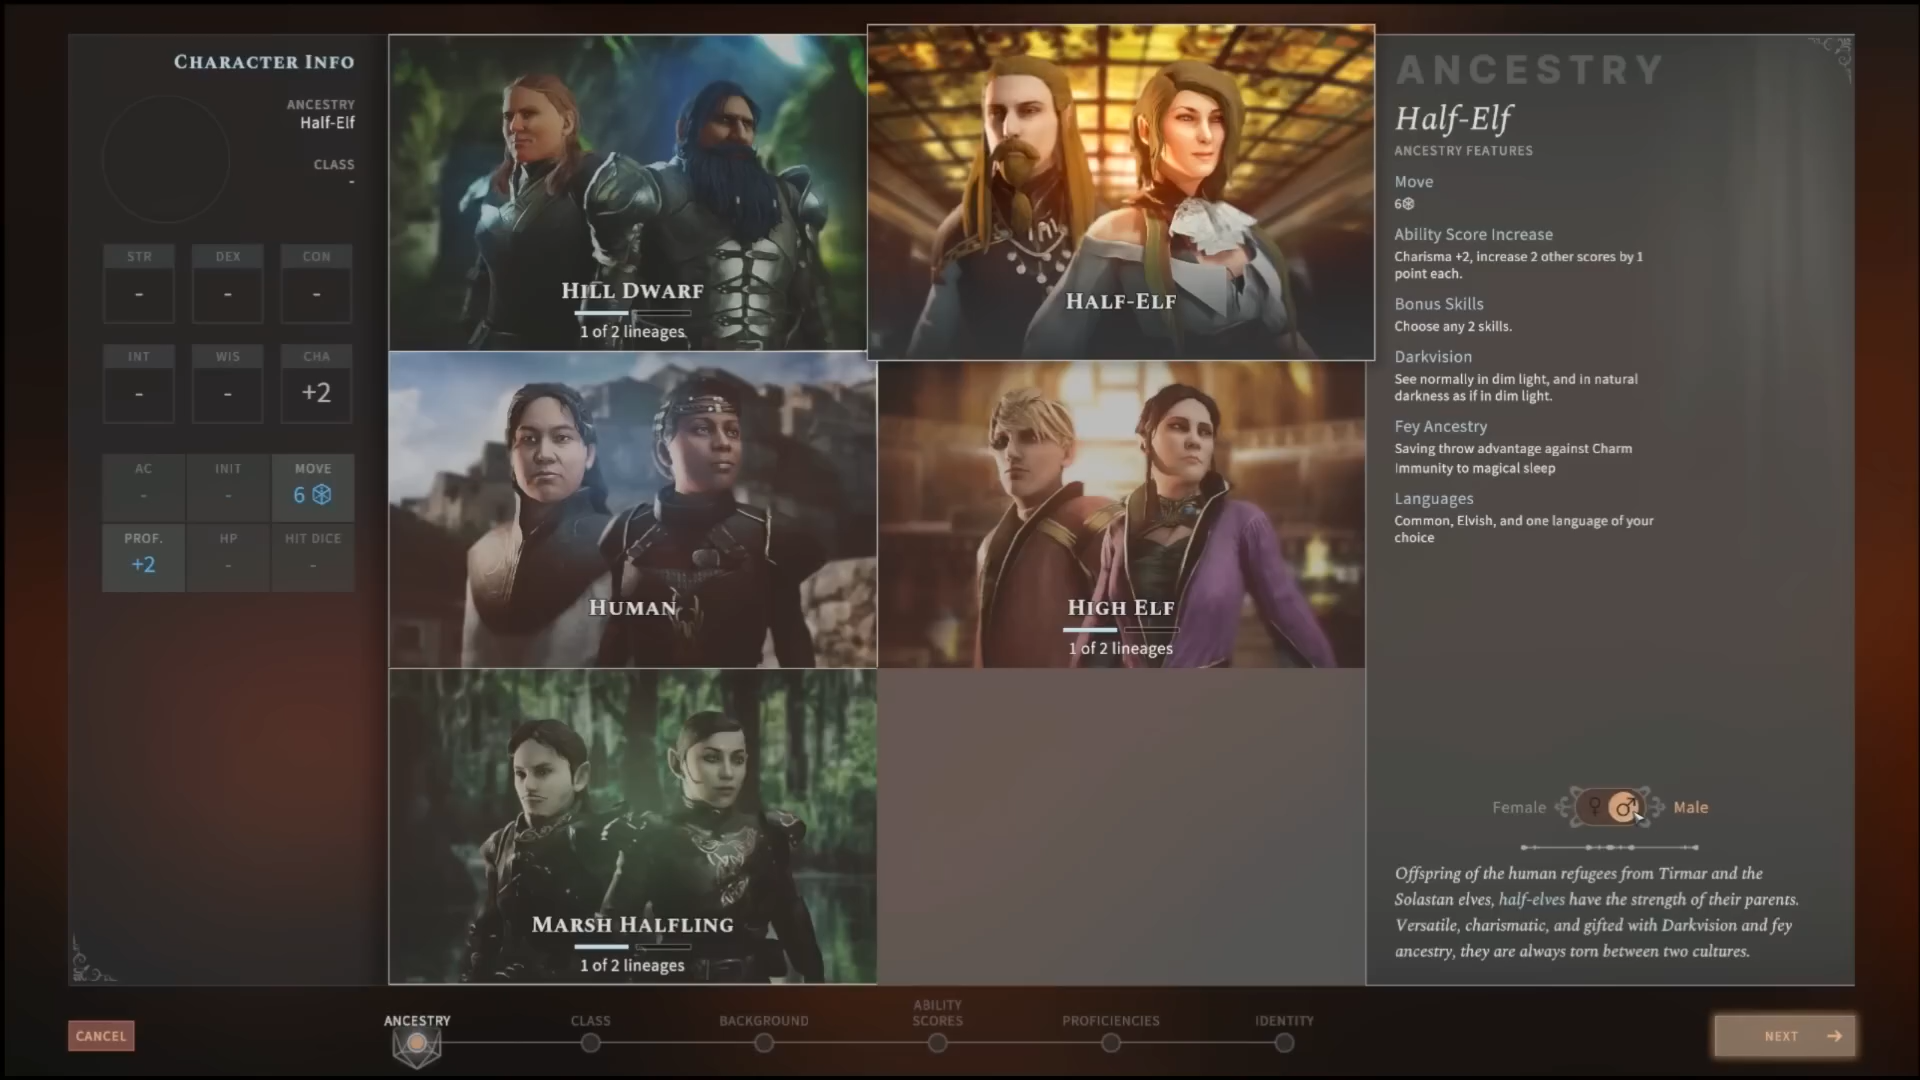 CHARACTER INFO
ANCESTRY
Half-Elf
CLASS
-
STR
DEX
CON
-
-
-
INT
WIS
CHA
-
-
+2
AC
INIT
MOVE
-
-
6
PROF.
HP
HIT DICE
+2
-
-
HILL DWARF
1 of 2 lineages
HALF-ELF
HUMAN
HIGH ELF
1 of 2 lineages
MARSH HALFLING
1 of 2 lineages
ANCESTRY
Half-Elf
ANCESTRY FEATURES
Move
6
Ability Score Increase
Charisma +2, increase 2 other scores by 1
point each.
Bonus Skills
Choose any 2 skills.
Darkvision
See normally in dim light, and in natural
darkness as if in dim light.
Fey Ancestry
Saving throw advantage against Charm
Immunity to magical sleep
Languages
Common, Elvish, and one language of your
choice
Female
Male
Offspring of the human refugees from Tirmar and the
Solastan elves, half-elves have the strength of their parents.
Versatile, charismatic, and gifted with Darkvision and fey
ancestry, they are always torn between two cultures.
CANCEL
ANCESTRY
CLASS
BACKGROUND
ABILITY
SCORES
PROFICIENCIES
IDENTITY
NEXT